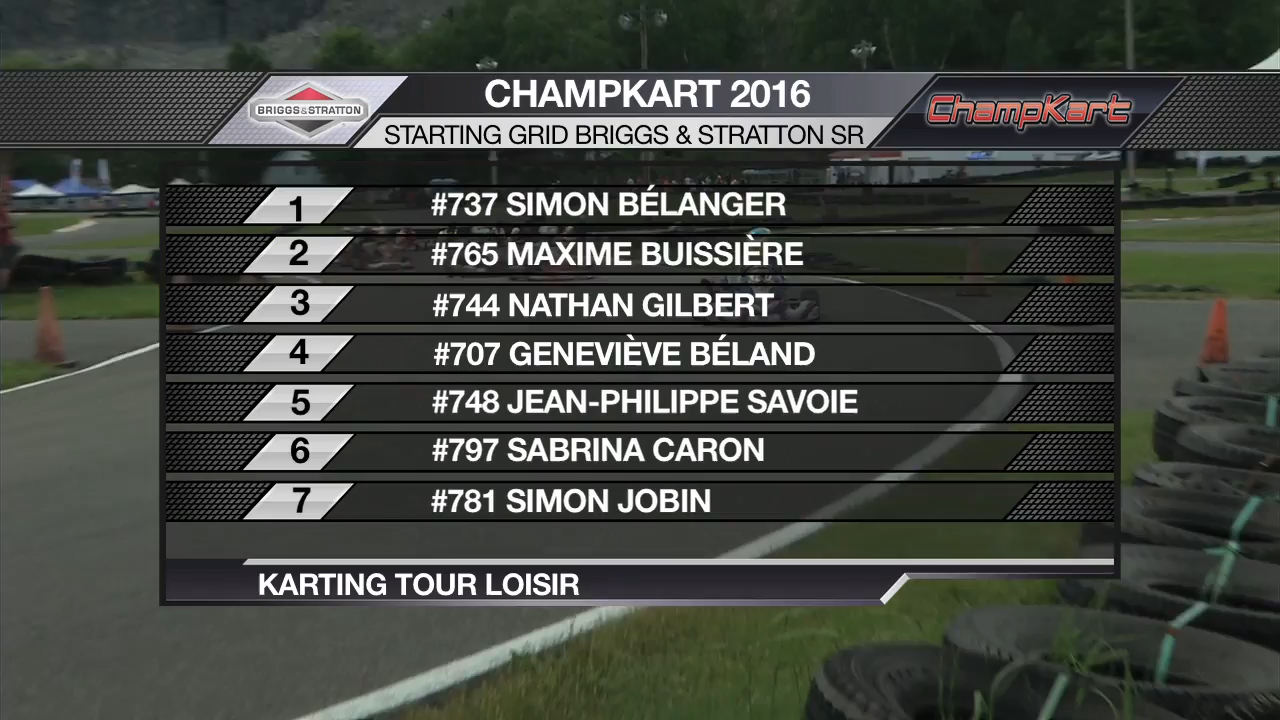 BRIGGS & STRATTON
CHAMPKART 2016
ChampKart
STARTING GRID BRIGGS & STRATTON SR
1 #737 SIMON BÉLANGER
2 #765 MAXIME BUISSIÈRE
3 #744 NATHAN GILBERT
4 #707 GENEVIÈVE BÉLAND
5 #748 JEAN-PHILIPPE SAVOIE
6 #797 SABRINA CARON
7 #781 SIMON JOBIN
KARTING TOUR LOISIR